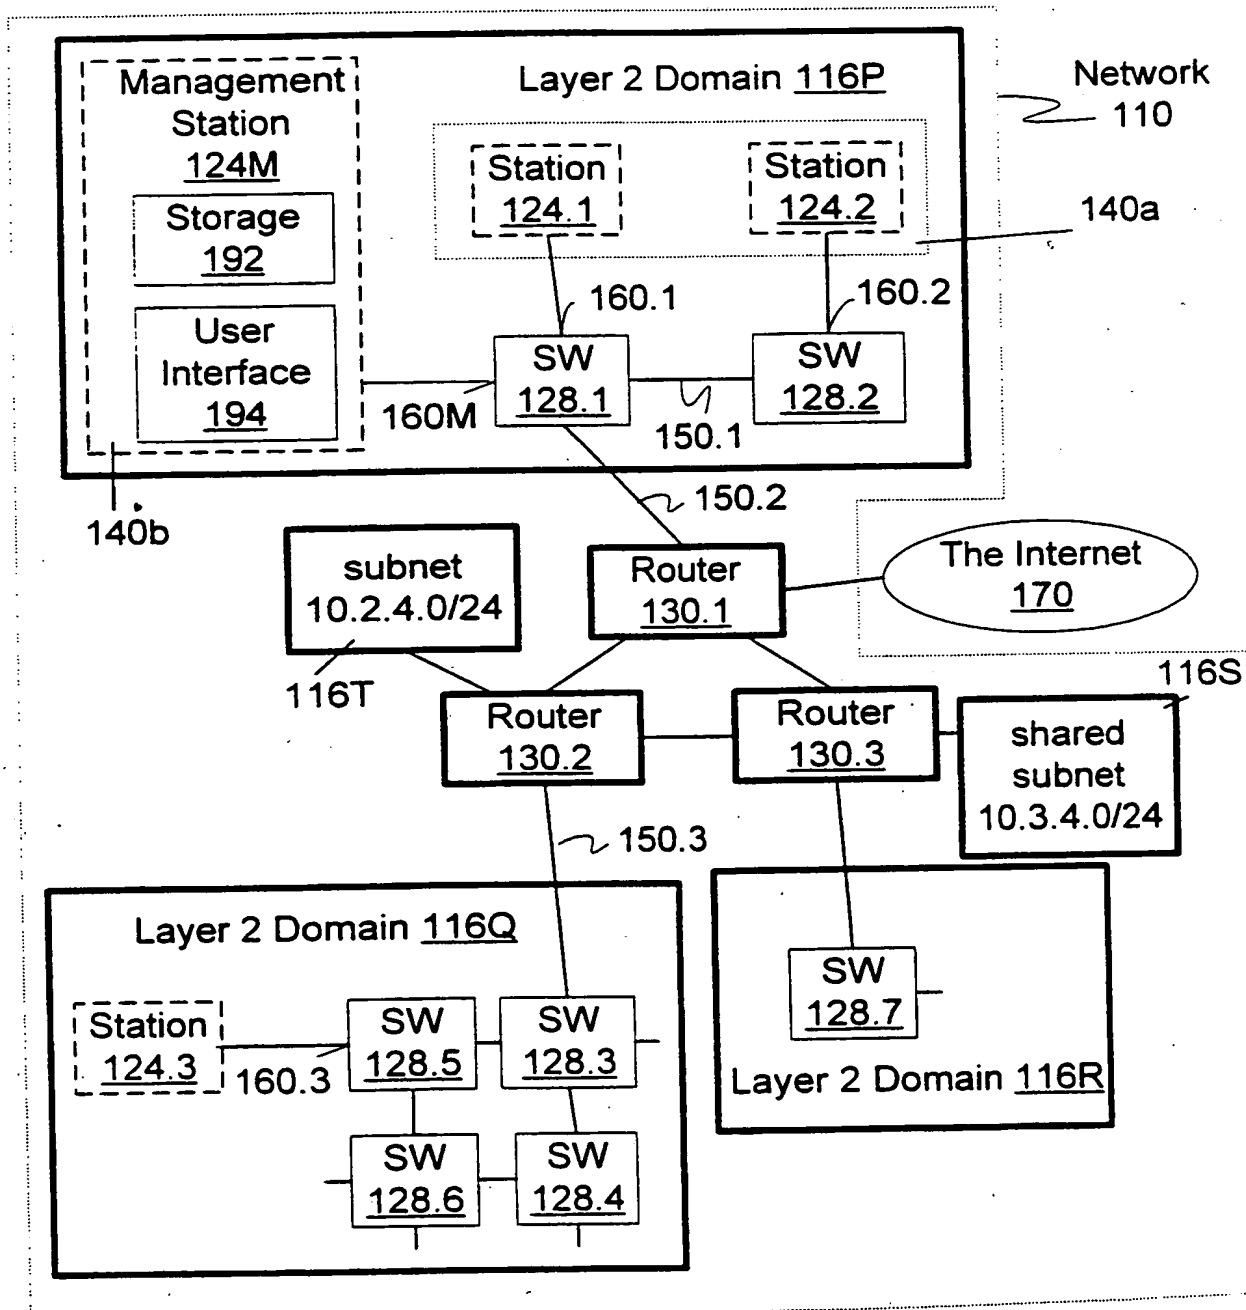 Network
110
Layer 2 Domain 116P
Management
Station
124M
Storage
192
User
Interface
194
Station
124.1
Station
124.2
140a
160.1
160.2
SW
128.1
SW
128.2
160M
150.1
140b
150.2
subnet
10.2.4.0/24
116T
Router
130.1
The Internet
170
116S
Router
130.2
Router
130.3
shared
subnet
10.3.4.0/24
150.3
Layer 2 Domain 116Q
Station
124.3
160.3
SW
128.5
SW
128.3
SW
128.6
SW
128.4
SW
128.7
Layer 2 Domain 116R